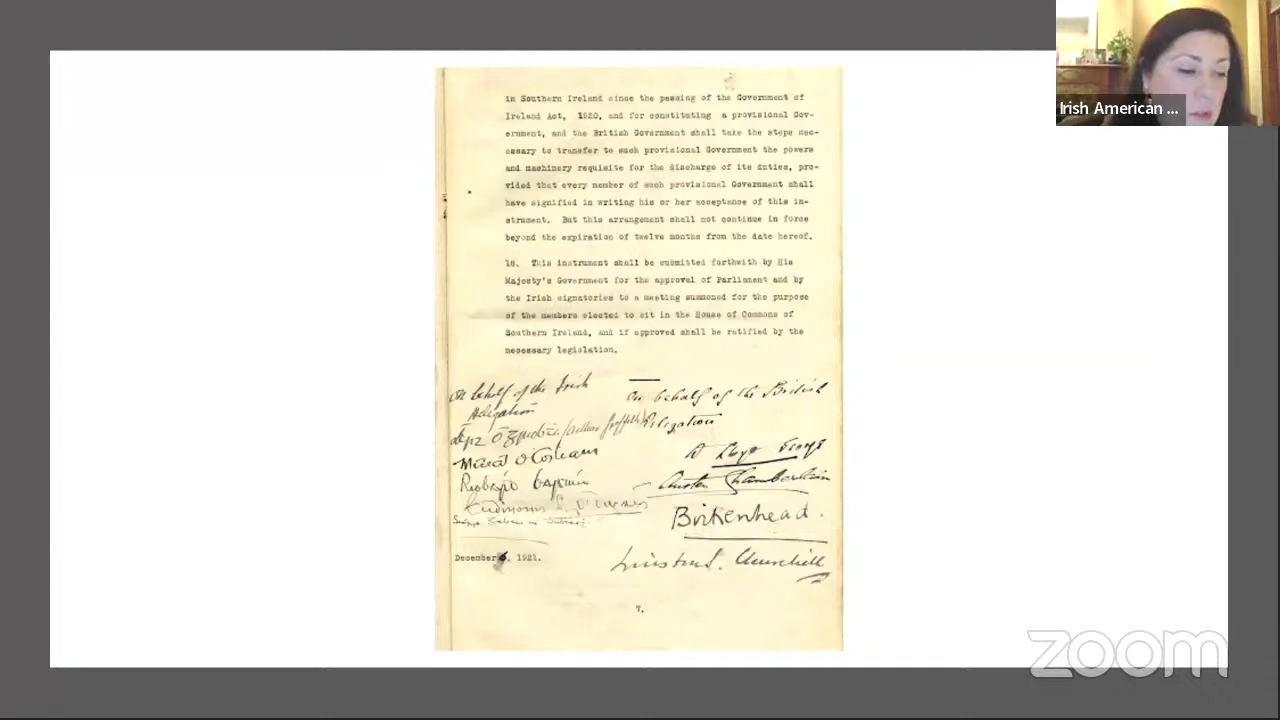 in Southern Ireland since the passing of the Government of
Ireland Act, 1920, and for constituting a provisional Gov-
ernment, and the British Government shall take the steps nec-
essary to transfer to such provisional Government the powers
and machinery requisite for the discharge of its duties, pro-
vided that every member of such provisional Government shall
have signified in writing his or her acceptance of this in-
strument. But this arrangement shall not continue in force
beyond the expiration of twelve months from the date hereof.
18. This instrument shall be submitted forthwith by His
Majesty's Government for the approval of Parliament and by
the Irish signatories to a meeting summoned for the purpose
of the members elected to sit in the House of Commons of
Southern Ireland, and if approved shall be ratified by the
necessary legislation.
On behalf of the Irish
Delegation
(Arthur Griffith)
On behalf of the British
Delegation
D Lloyd George
Austen Chamberlain
Birkenhead.
Winston S. Churchill
December 6, 1921.
7.
Irish American ...
zoom